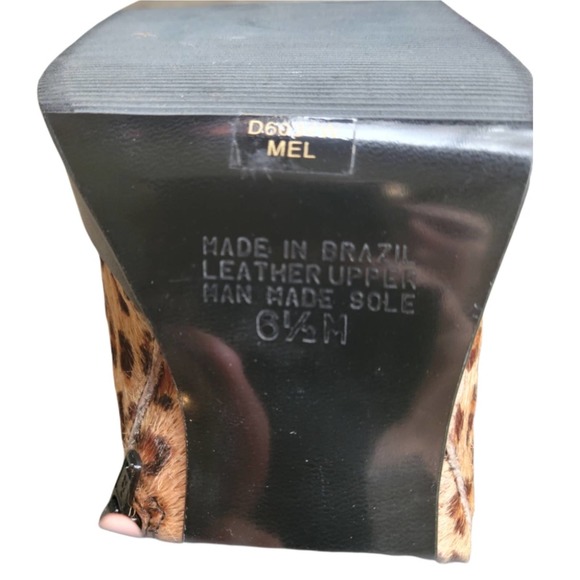 MEL
MADE IN BRAZIL
LEATHER UPPER
MAN MADE SOLE
6½M